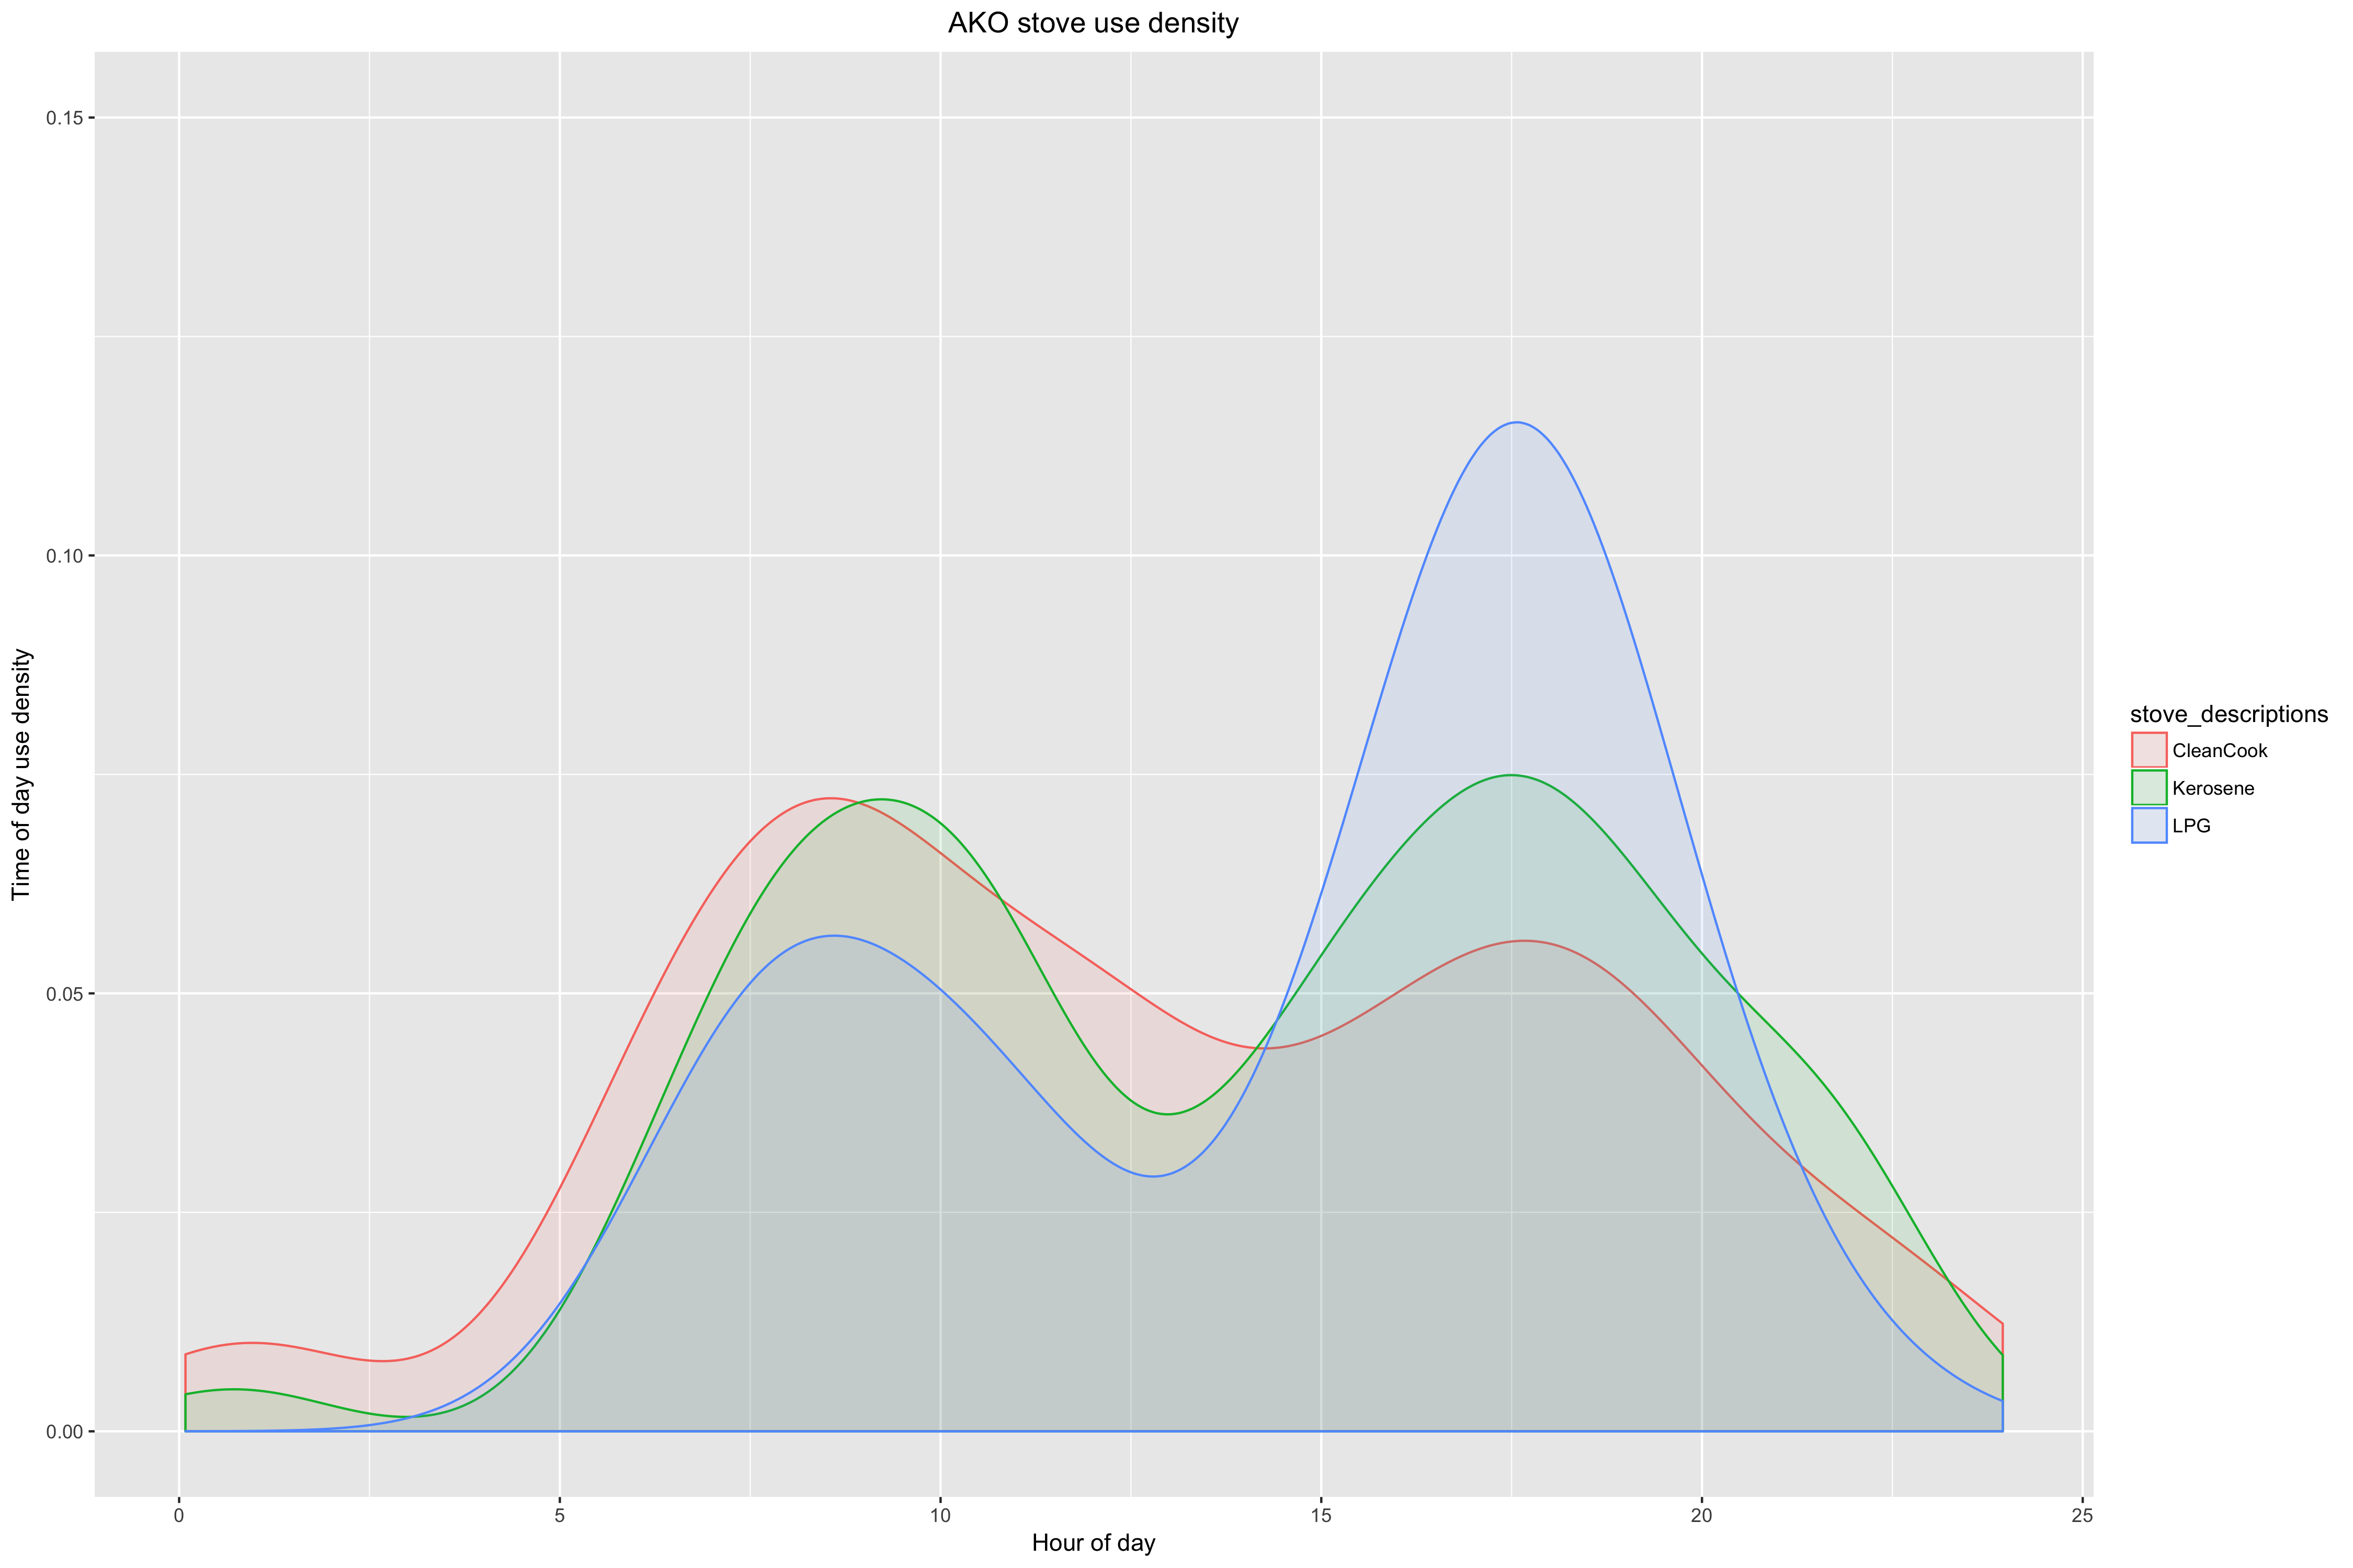 AKO stove use density
0.15
0.10
0.05
0.00
Time of day use density
0
5
10
15
20
25
Hour of day
stove_descriptions
CleanCook
Kerosene
LPG